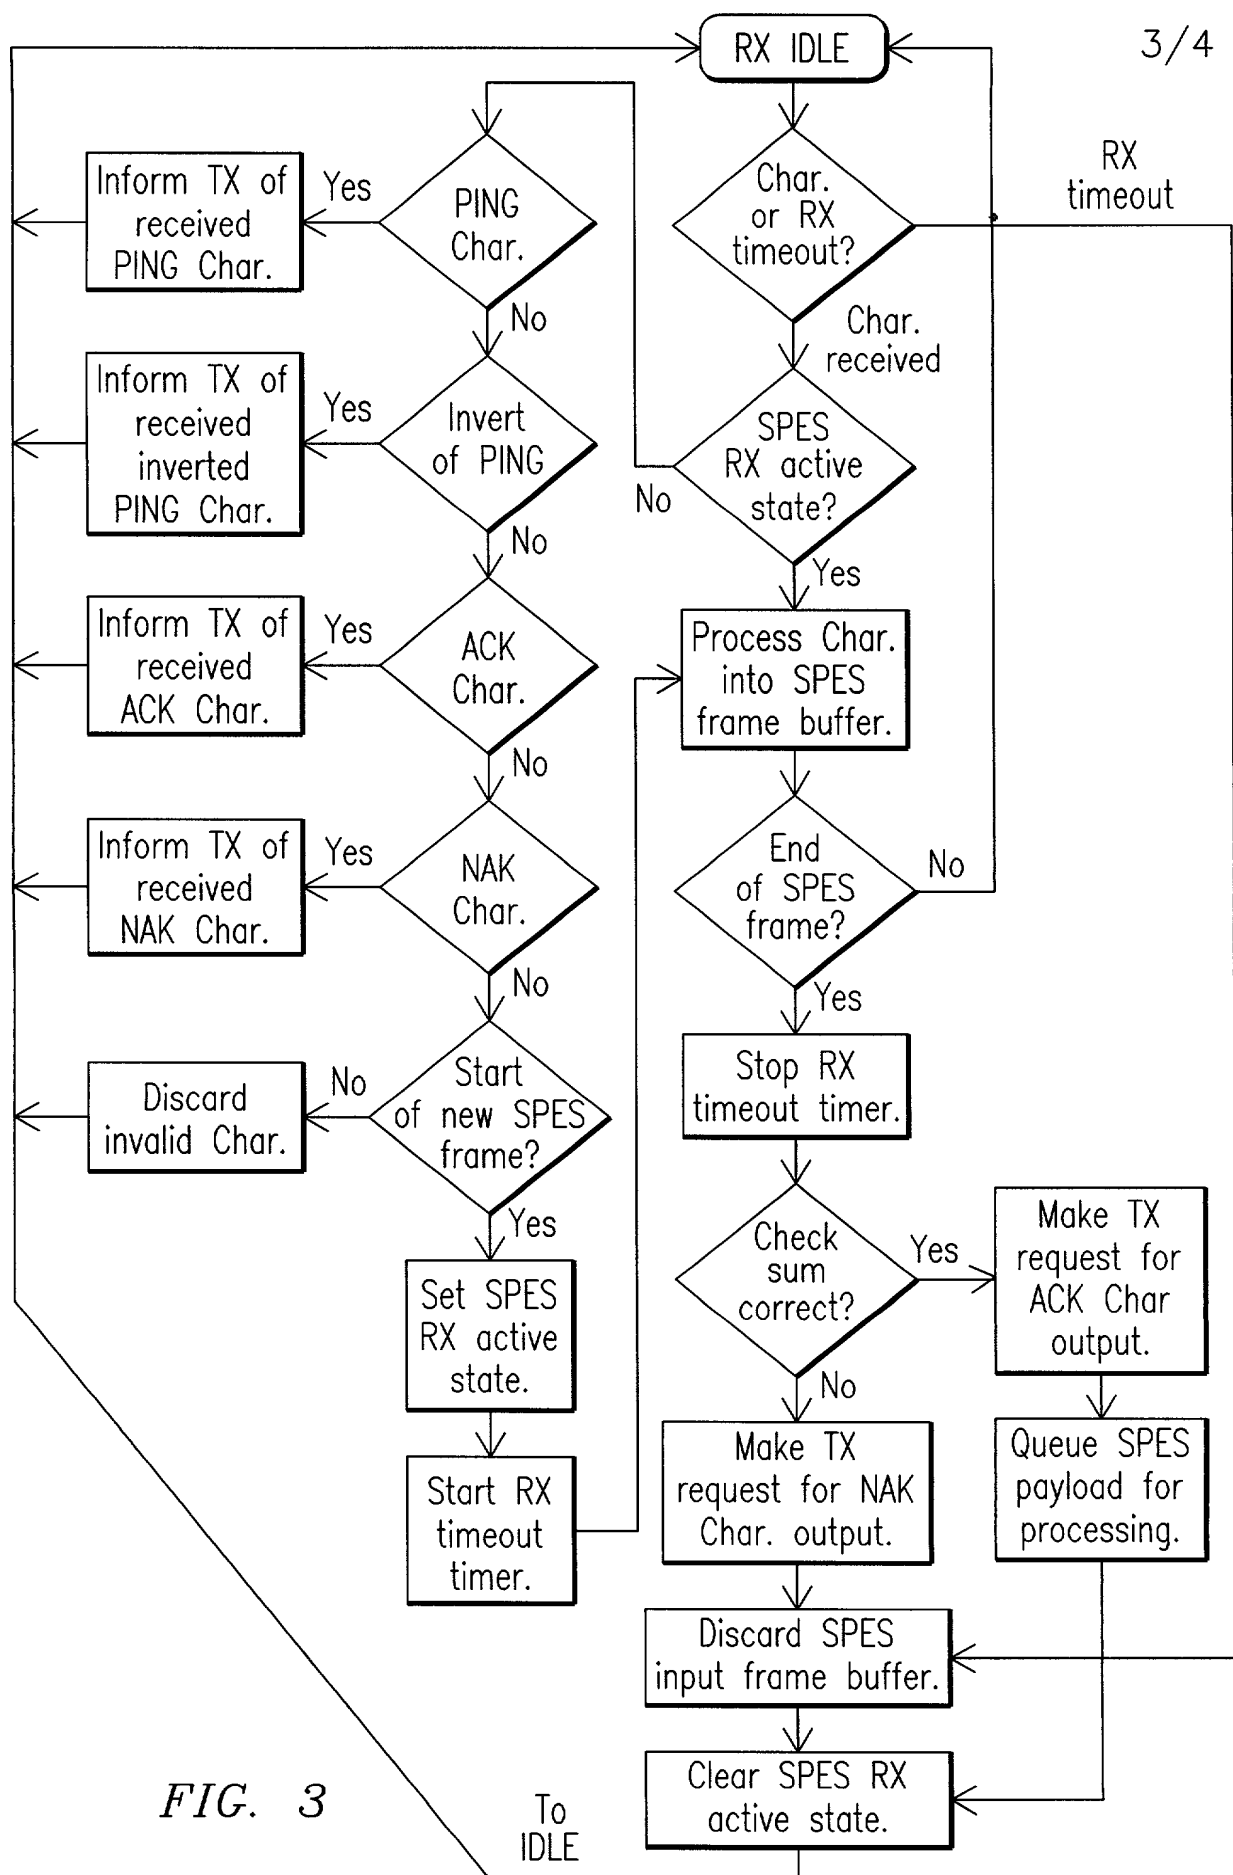 3/4
RX IDLE
Char.
or RX
timeout?
RX
timeout
Char.
received
PING
Char.
Yes
Inform TX of
received
PING Char.
No
Invert
of PING
Yes
Inform TX of
received
inverted
PING Char.
No
SPES
RX active
state?
No
Yes
ACK
Char.
Yes
Inform TX of
received
ACK Char.
No
Process Char.
into SPES
frame buffer.
NAK
Char.
Yes
Inform TX of
received
NAK Char.
No
End
of SPES
frame?
No
Yes
Start
of new SPES
frame?
No
Discard
invalid Char.
Yes
Stop RX
timeout timer.
Set SPES
RX active
state.
Check
sum
correct?
Yes
Make TX
request for
ACK Char
output.
No
Start RX
timeout
timer.
Make TX
request for NAK
Char. output.
Queue SPES
payload for
processing.
Discard SPES
input frame buffer.
Clear SPES RX
active state.
To
IDLE
FIG. 3